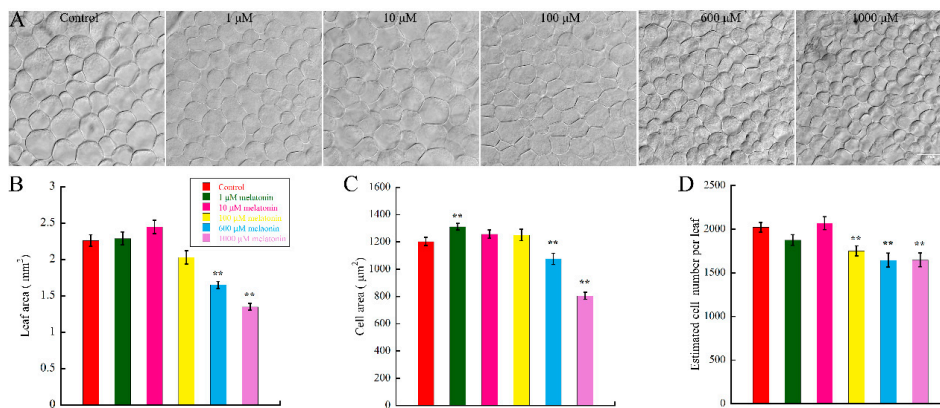 A
Control
1 μM
10 μM
100 μM
600 μM
1000 μM
B
Leaf area ( mm²)
3
2.5
2
1.5
1
0.5
0
Control
1 μM melatonin
10 μM melatonin
100 μM melatonin
600 μM
1000 μM melatonin
**
**
C
Cell area ( μm²)
1600
1400
1200
1000
800
600
400
200
0
**
**
**
D
Estimated cell number per leaf
2500
2000
1500
1000
500
0
**
**
**